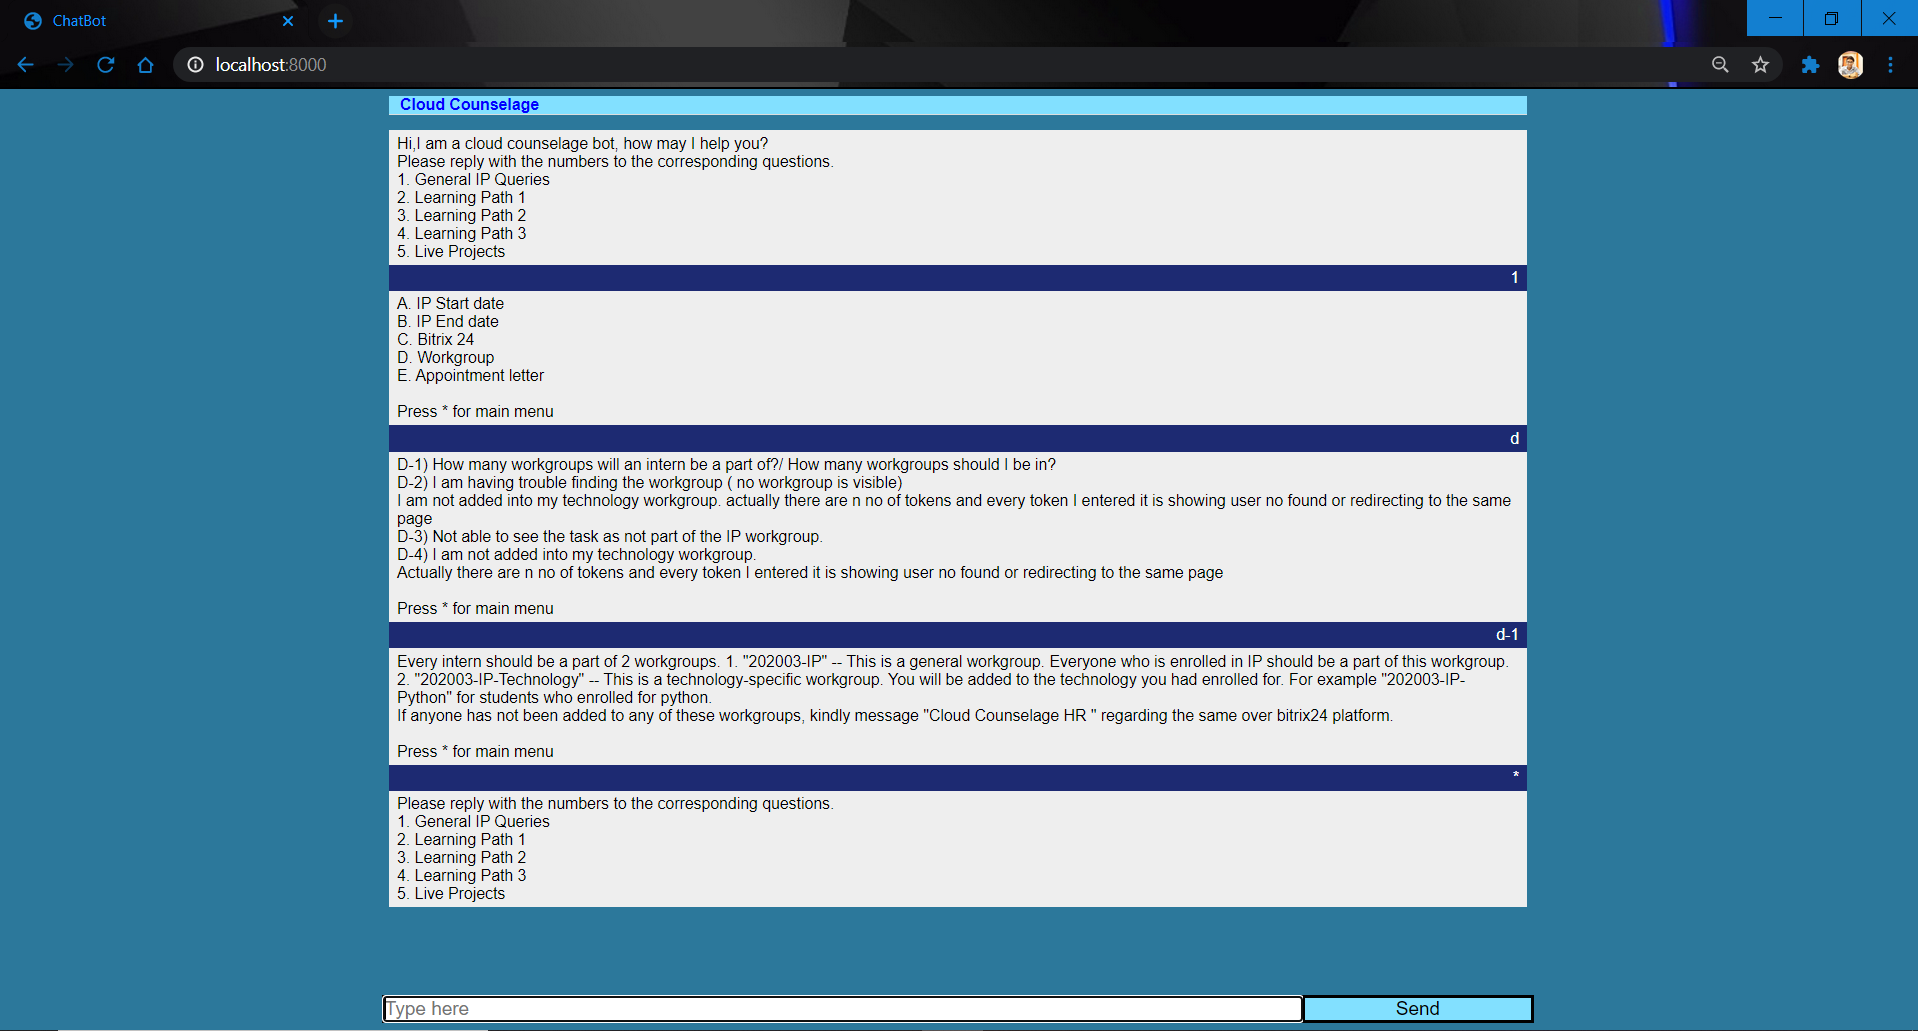 ChatBot
localhost:8000
Cloud Counselage
Hi,I am a cloud counselage bot, how may I help you?
Please reply with the numbers to the corresponding questions.
1. General IP Queries
2. Learning Path 1
3. Learning Path 2
4. Learning Path 3
5. Live Projects
1
A. IP Start date
B. IP End date
C. Bitrix 24
D. Workgroup
E. Appointment letter
Press * for main menu
d
D-1) How many workgroups will an intern be a part of?/ How many workgroups should I be in?
D-2) I am having trouble finding the workgroup ( no workgroup is visible)
I am not added into my technology workgroup. actually there are n no of tokens and every token I entered it is showing user no found or redirecting to the same
page
D-3) Not able to see the task as not part of the IP workgroup.
D-4) I am not added into my technology workgroup.
Actually there are n no of tokens and every token I entered it is showing user no found or redirecting to the same page
Press * for main menu
d-1
Every intern should be a part of 2 workgroups. 1. "202003-IP" -- This is a general workgroup. Everyone who is enrolled in IP should be a part of this workgroup.
2. "202003-IP-Technology" -- This is a technology-specific workgroup. You will be added to the technology you had enrolled for. For example "202003-IP-
Python" for students who enrolled for python.
If anyone has not been added to any of these workgroups, kindly message "Cloud Counselage HR " regarding the same over bitrix24 platform.
Press * for main menu
*
Please reply with the numbers to the corresponding questions.
1. General IP Queries
2. Learning Path 1
3. Learning Path 2
4. Learning Path 3
5. Live Projects
Type here
Send